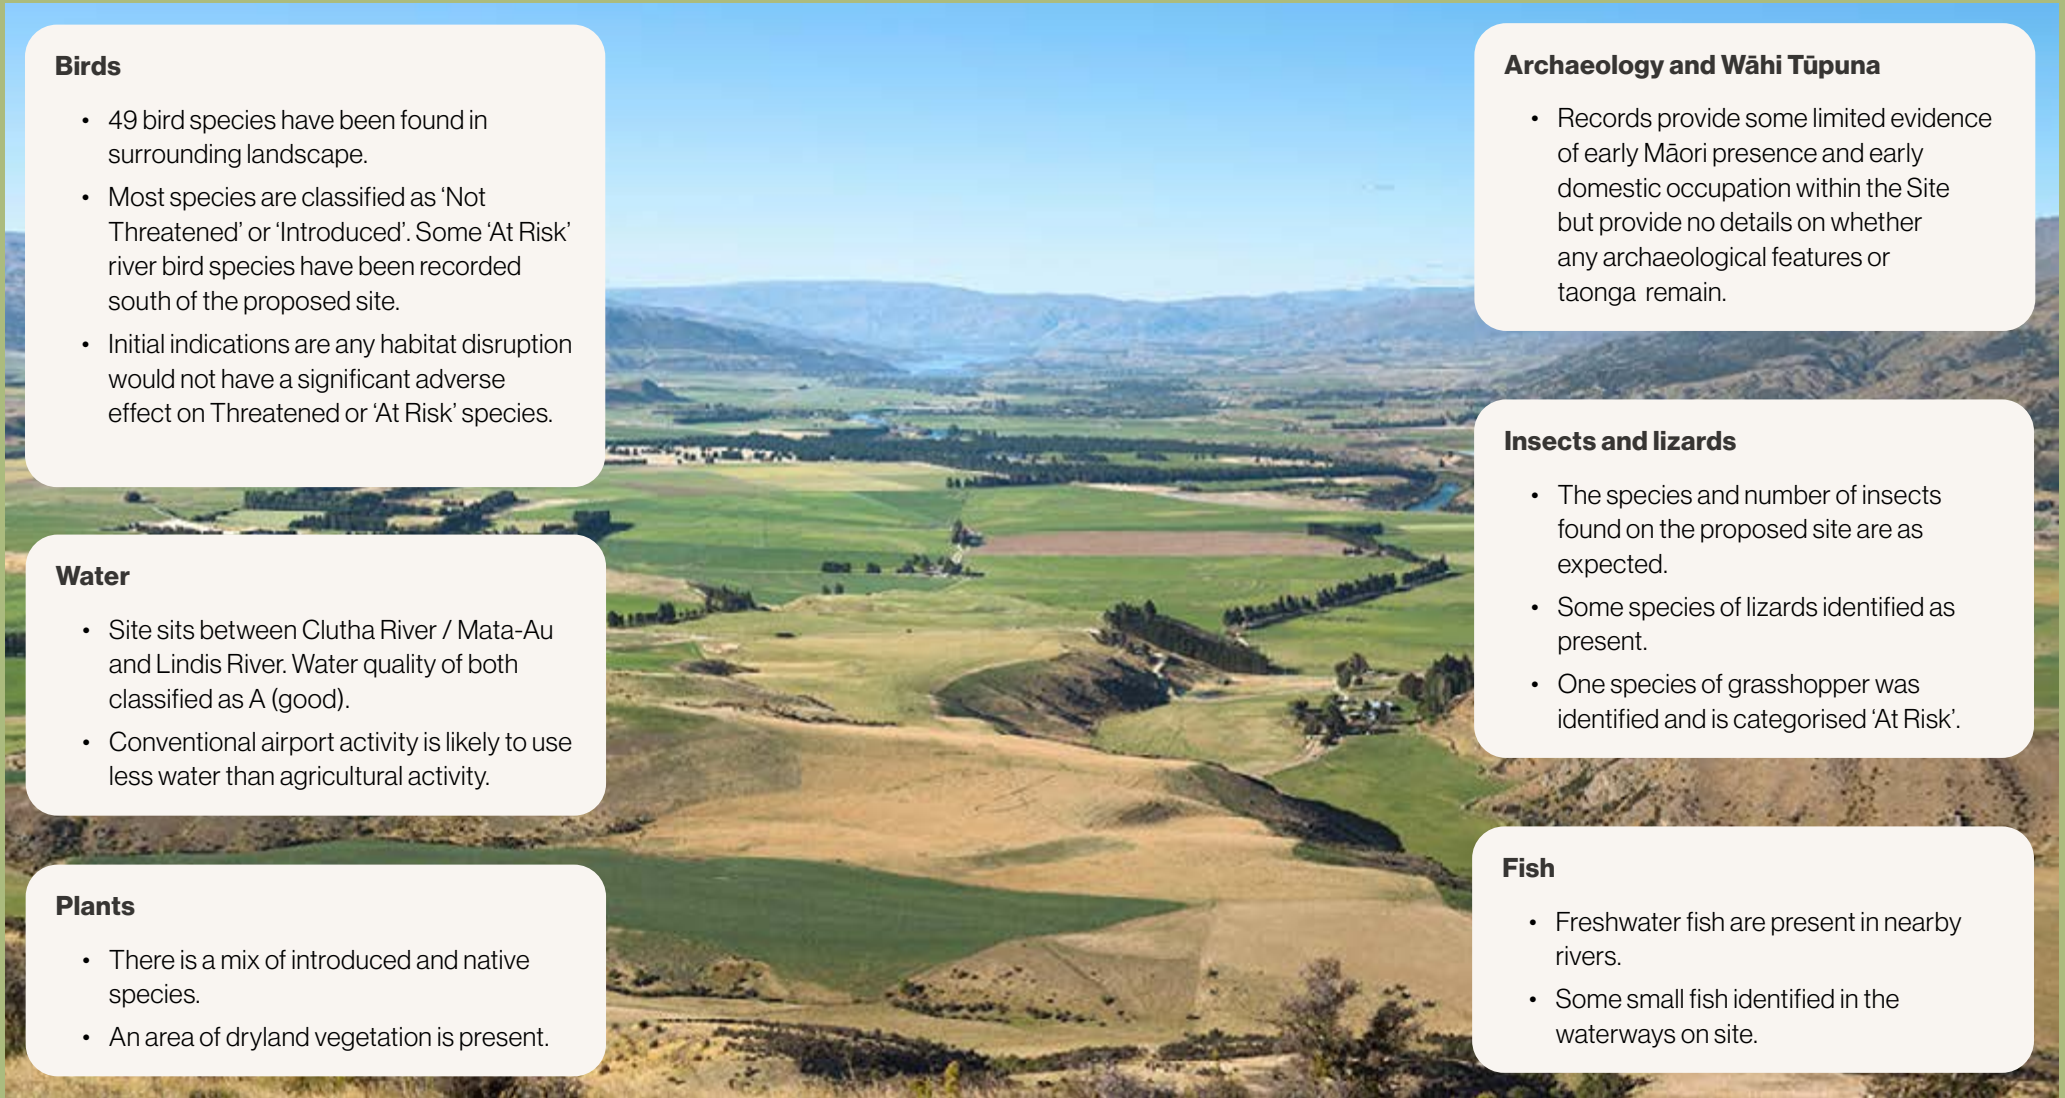 Birds
• 49 bird species have been found in
surrounding landscape.
• Most species are classified as ‘Not
Threatened’ or ‘Introduced’. Some ‘At Risk’
river bird species have been recorded
south of the proposed site.
• Initial indications are any habitat disruption
would not have a significant adverse
effect on Threatened or ‘At Risk’ species.
Water
• Site sits between Clutha River / Mata-Au
and Lindis River. Water quality of both
classified as A (good).
• Conventional airport activity is likely to use
less water than agricultural activity.
Plants
• There is a mix of introduced and native
species.
• An area of dryland vegetation is present.
Archaeology and Wāhi Tūpuna
• Records provide some limited evidence
of early Māori presence and early
domestic occupation within the Site
but provide no details on whether
any archaeological features or
taonga remain.
Insects and lizards
• The species and number of insects
found on the proposed site are as
expected.
• Some species of lizards identified as
present.
• One species of grasshopper was
identified and is categorised ‘At Risk’.
Fish
• Freshwater fish are present in nearby
rivers.
• Some small fish identified in the
waterways on site.